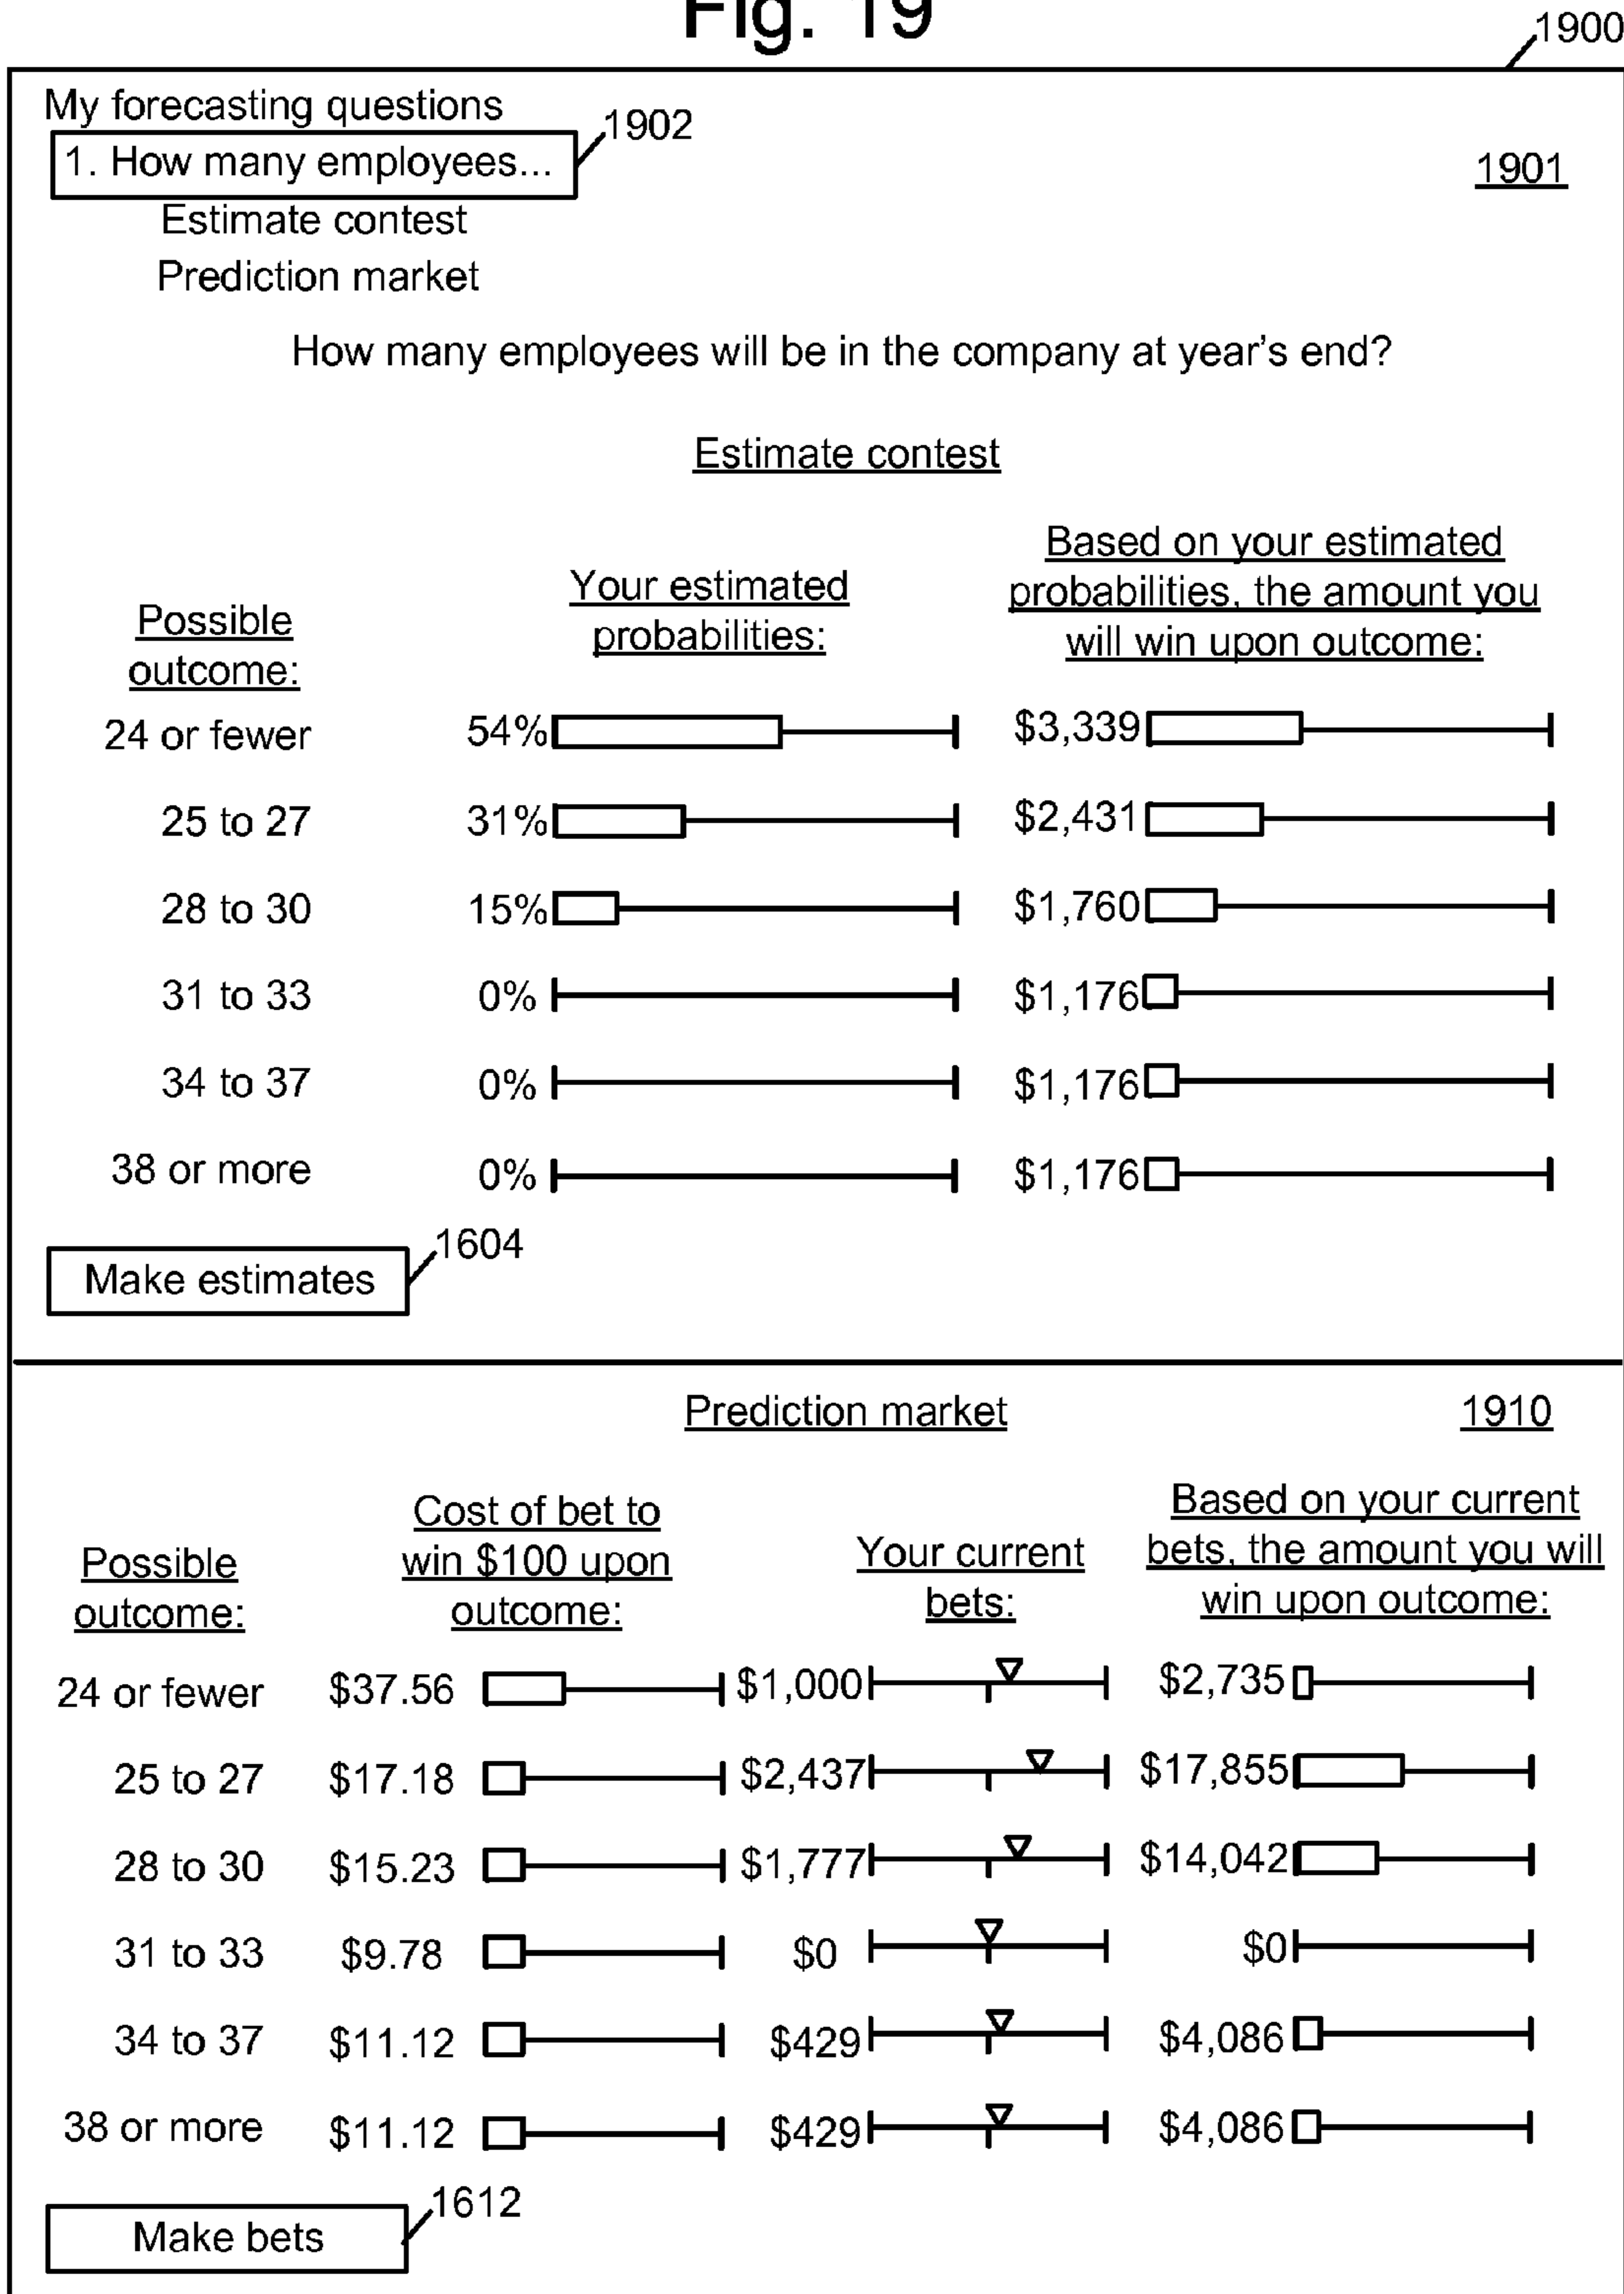 Fig. 19
1900
My forecasting questions
1902
1. How many employees...
1901
Estimate contest
Prediction market
How many employees will be in the company at year's end?
Estimate contest
Possible outcome:
Your estimated probabilities:
Based on your estimated probabilities, the amount you will win upon outcome:
24 or fewer 54% $3,339
25 to 27 31% $2,431
28 to 30 15% $1,760
31 to 33 0% $1,176
34 to 37 0% $1,176
38 or more 0% $1,176
1604
Make estimates
Prediction market 1910
Possible outcome:
Cost of bet to win $100 upon outcome:
Your current bets:
Based on your current bets, the amount you will win upon outcome:
24 or fewer $37.56 $1,000 $2,735
25 to 27 $17.18 $2,437 $17,855
28 to 30 $15.23 $1,777 $14,042
31 to 33 $9.78 $0 $0
34 to 37 $11.12 $429 $4,086
38 or more $11.12 $429 $4,086
1612
Make bets